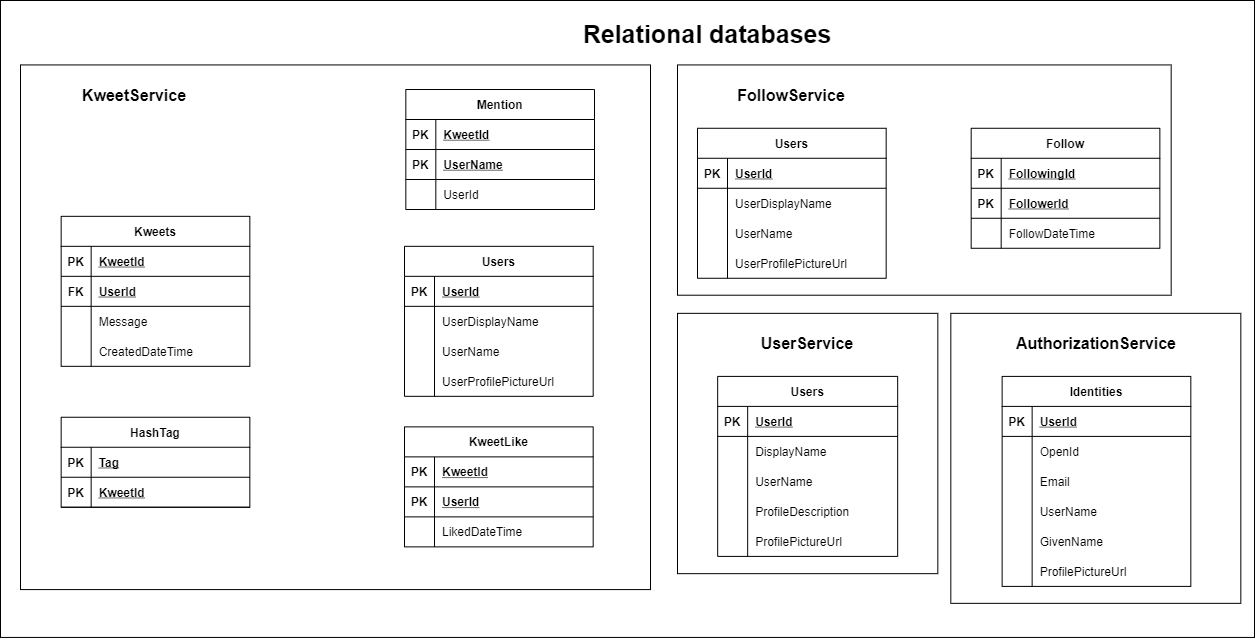 Relational databases
KweetService
Mention
PK KweetId
PK UserName
UserId
Kweets
PK KweetId
FK UserId
Message
CreatedDateTime
Users
PK UserId
UserDisplayName
UserName
UserProfilePictureUrl
HashTag
PK Tag
PK KweetId
KweetLike
PK KweetId
PK UserId
LikedDateTime
FollowService
Users
PK UserId
UserDisplayName
UserName
UserProfilePictureUrl
Follow
PK FollowingId
PK FollowerId
FollowDateTime
UserService
Users
PK UserId
DisplayName
UserName
ProfileDescription
ProfilePictureUrl
AuthorizationService
Identities
PK UserId
OpenId
Email
UserName
GivenName
ProfilePictureUrl